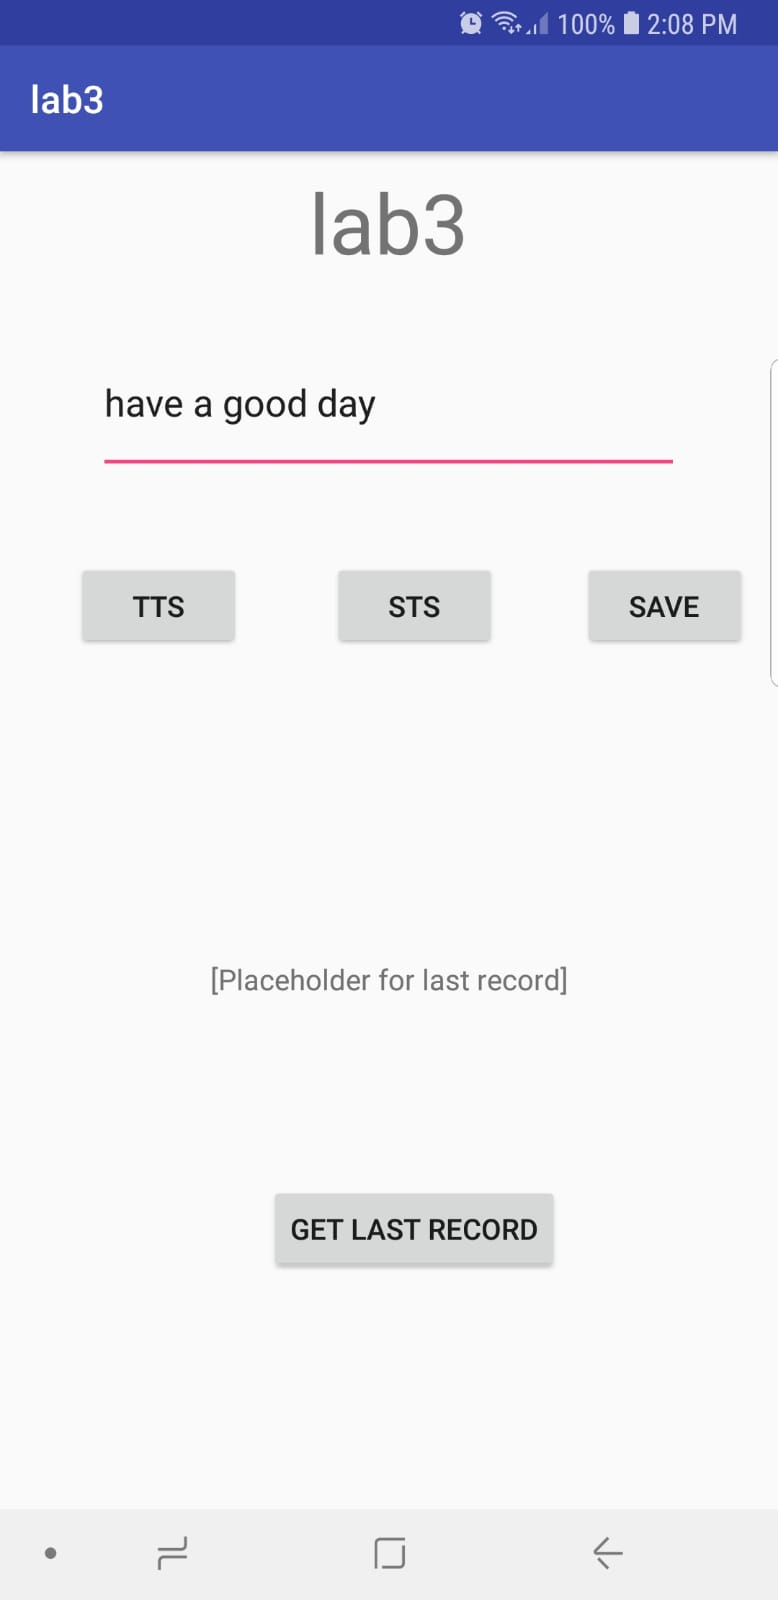 100% 2:08 PM
lab3
lab3
have a good day
TTS STS SAVE
[Placeholder for last record]
GET LAST RECORD